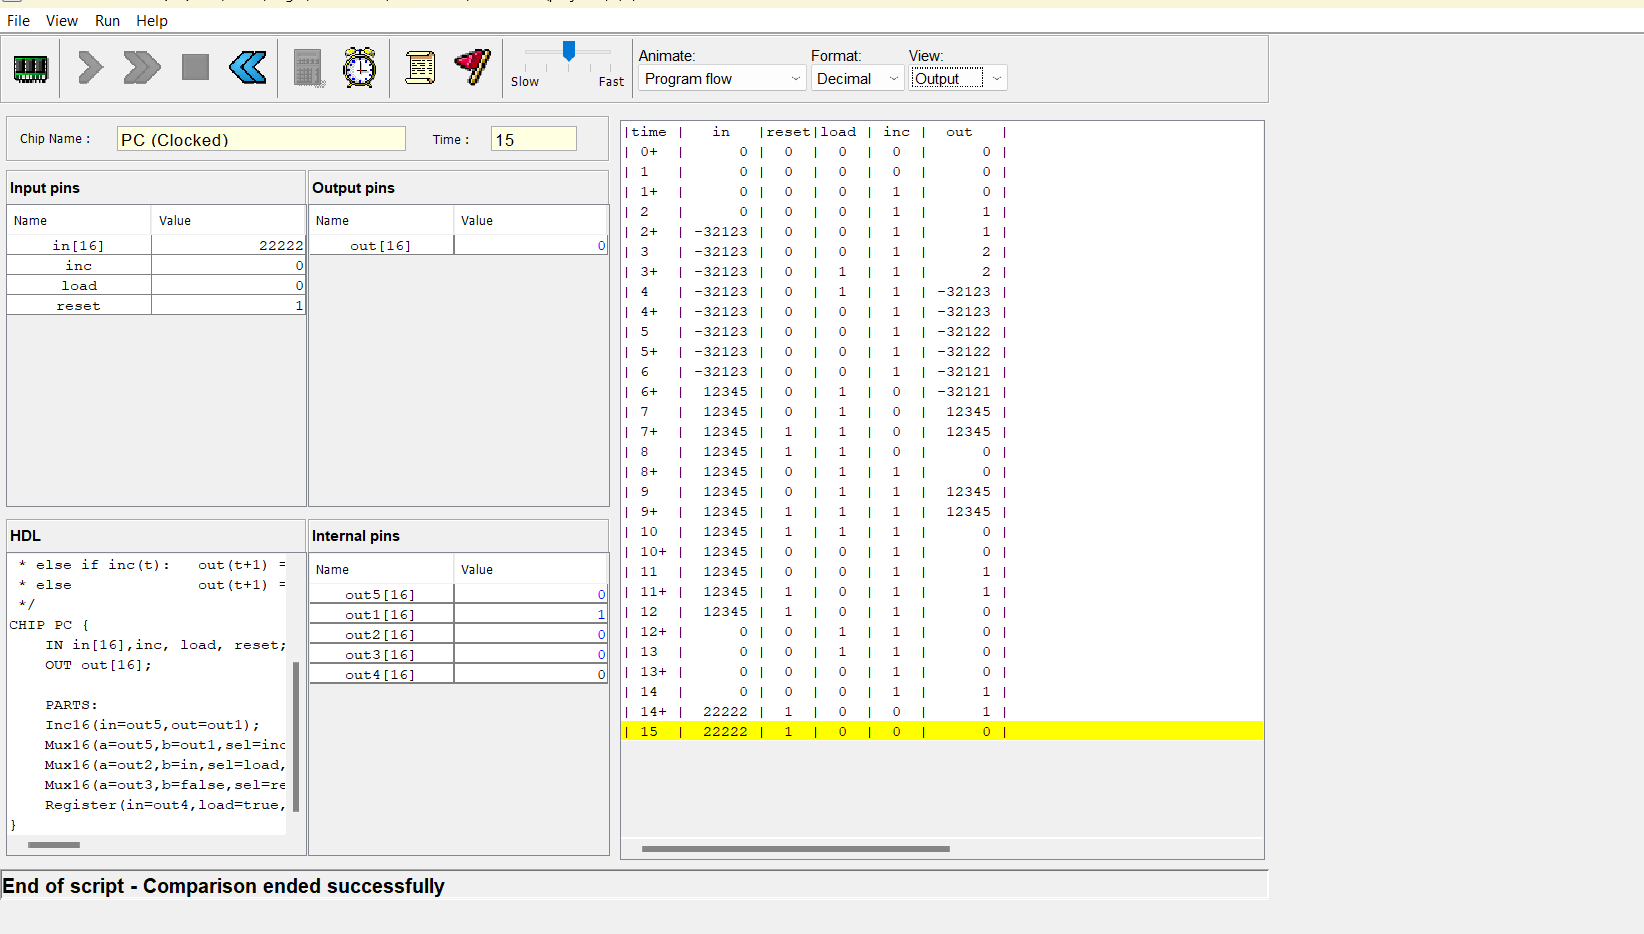 File View Run Help
Slow Fast
Animate: Format: View:
Program flow Decimal Output
Chip Name : PC (Clocked) Time : 15
Input pins
Name Value
in[16] 22222
inc 0
load 0
reset 1
Output pins
Name Value
out[16] 0
HDL
* else if inc(t): out(t+1) =
* else out(t+1) =
*/
CHIP PC {
IN in[16],inc, load, reset;
OUT out[16];
PARTS:
Inc16(in=out5,out=out1);
Mux16(a=out5,b=out1,sel=inc
Mux16(a=out2,b=in,sel=load,
Mux16(a=out3,b=false,sel=re
Register(in=out4,load=true,
}
Internal pins
Name Value
out5[16] 0
out1[16] 1
out2[16] 0
out3[16] 0
out4[16] 0
|time | in |reset|load | inc | out |
| 0+ | 0 | 0 | 0 | 0 | 0 |
| 1 | 0 | 0 | 0 | 0 | 0 |
| 1+ | 0 | 0 | 0 | 1 | 0 |
| 2 | 0 | 0 | 0 | 1 | 1 |
| 2+ | -32123 | 0 | 0 | 1 | 1 |
| 3 | -32123 | 0 | 0 | 1 | 2 |
| 3+ | -32123 | 0 | 1 | 1 | 2 |
| 4 | -32123 | 0 | 1 | 1 | -32123 |
| 4+ | -32123 | 0 | 0 | 1 | -32123 |
| 5 | -32123 | 0 | 0 | 1 | -32122 |
| 5+ | -32123 | 0 | 0 | 1 | -32122 |
| 6 | -32123 | 0 | 0 | 1 | -32121 |
| 6+ | 12345 | 0 | 1 | 0 | -32121 |
| 7 | 12345 | 0 | 1 | 0 | 12345 |
| 7+ | 12345 | 1 | 1 | 0 | 12345 |
| 8 | 12345 | 1 | 1 | 0 | 0 |
| 8+ | 12345 | 0 | 1 | 1 | 0 |
| 9 | 12345 | 0 | 1 | 1 | 12345 |
| 9+ | 12345 | 1 | 1 | 1 | 12345 |
| 10 | 12345 | 1 | 1 | 1 | 0 |
| 10+ | 12345 | 0 | 0 | 1 | 0 |
| 11 | 12345 | 0 | 0 | 1 | 1 |
| 11+ | 12345 | 1 | 0 | 1 | 1 |
| 12 | 12345 | 1 | 0 | 1 | 0 |
| 12+ | 0 | 0 | 1 | 1 | 0 |
| 13 | 0 | 0 | 1 | 1 | 0 |
| 13+ | 0 | 0 | 0 | 1 | 0 |
| 14 | 0 | 0 | 0 | 1 | 1 |
| 14+ | 22222 | 1 | 0 | 0 | 1 |
| 15 | 22222 | 1 | 0 | 0 | 0 |
End of script - Comparison ended successfully